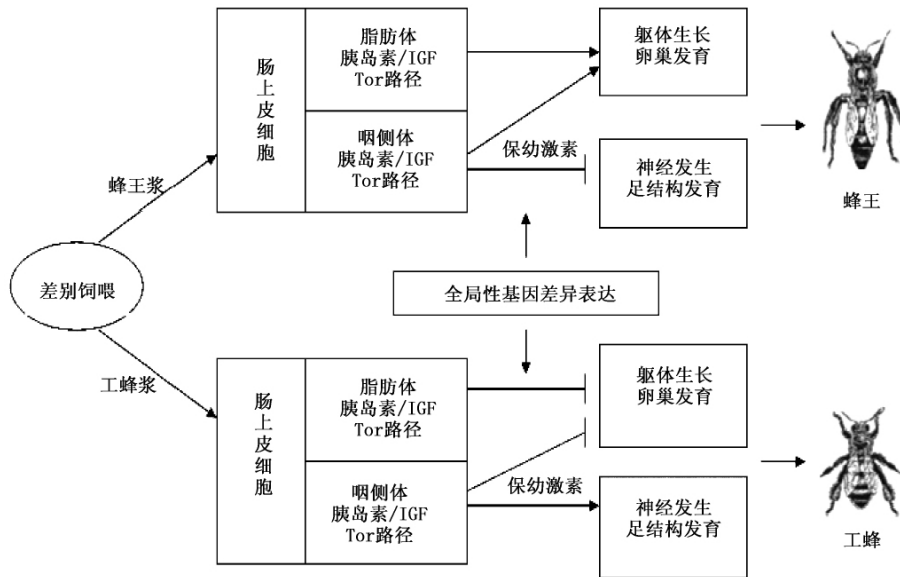 脂肪体
胰岛素/IGF
Tor路径
躯体生长
卵巢发育
肠上皮细胞
咽侧体
胰岛素/IGF
Tor路径
保幼激素
神经发生
足结构发育
蜂王浆
蜂王
差别饲喂
全局性基因差异表达
工蜂浆
脂肪体
胰岛素/IGF
Tor路径
躯体生长
卵巢发育
肠上皮细胞
咽侧体
胰岛素/IGF
Tor路径
保幼激素
神经发生
足结构发育
工蜂